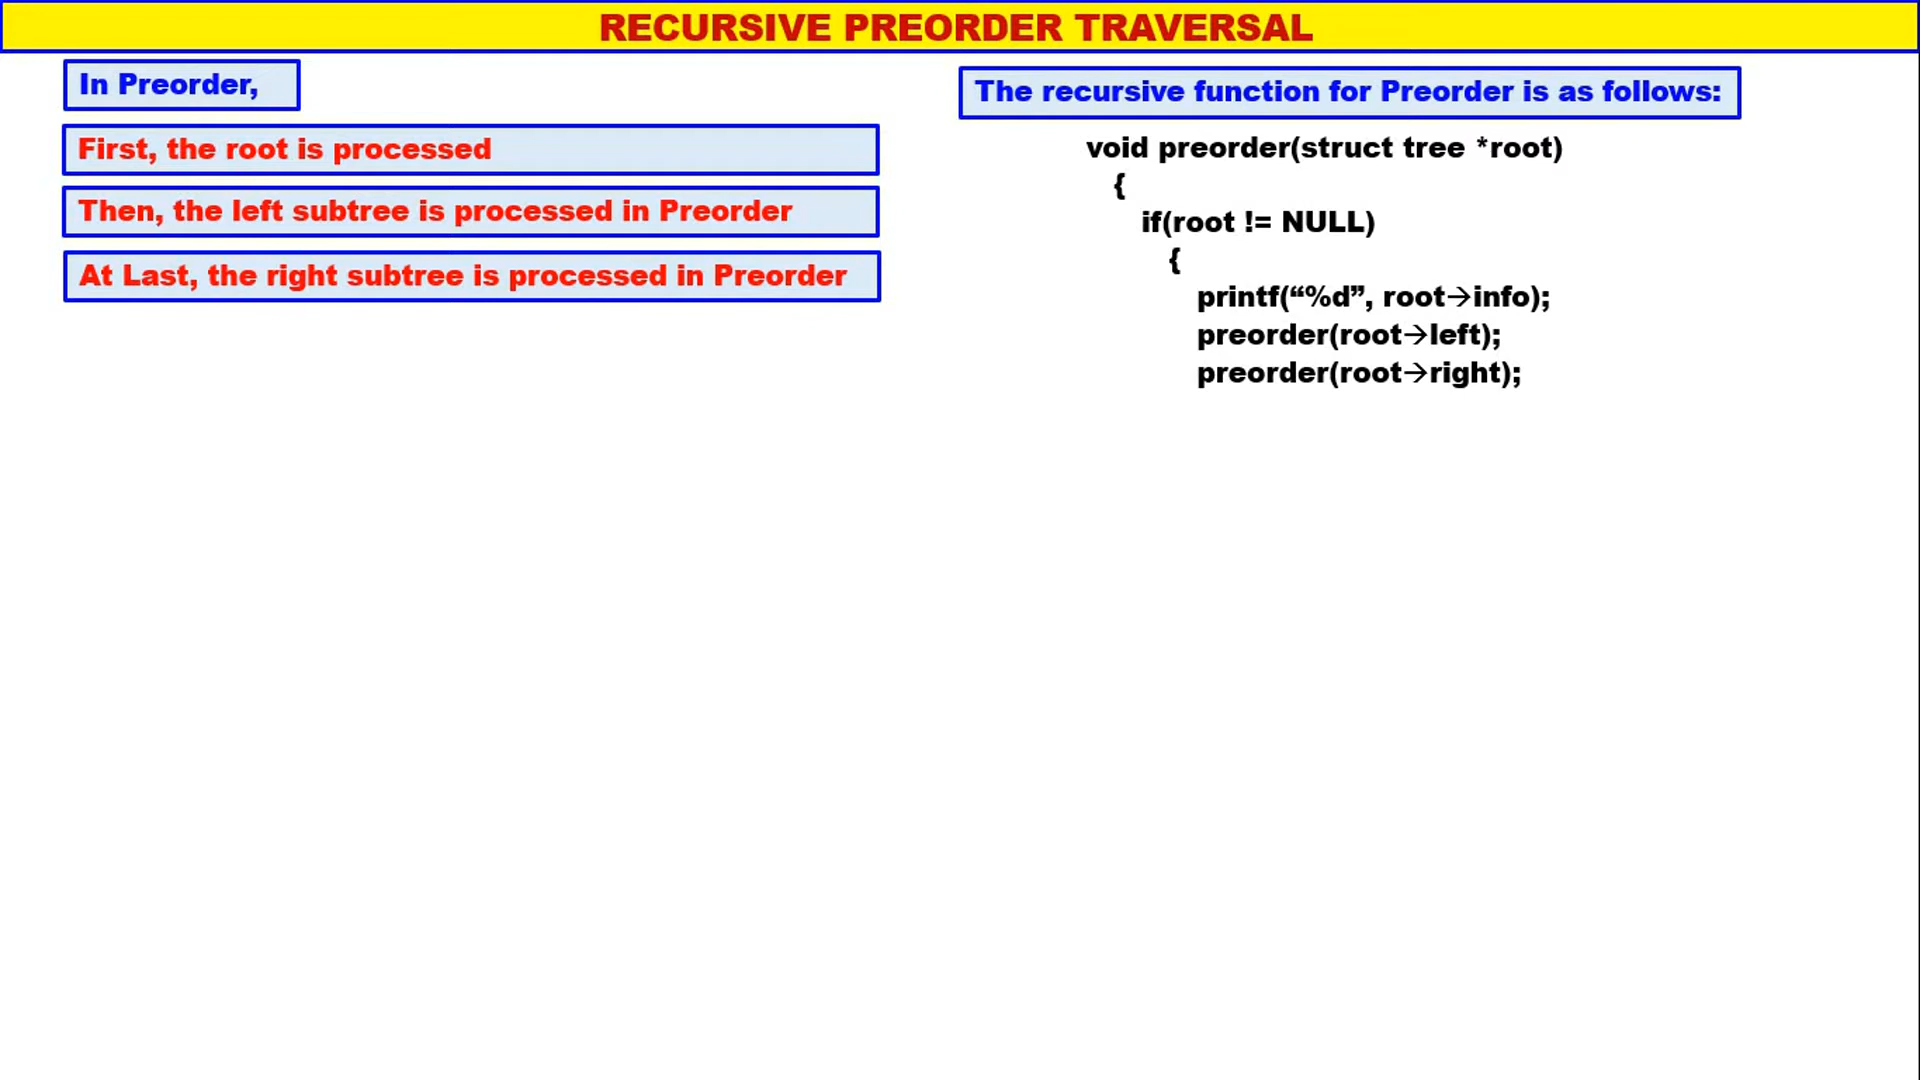 RECURSIVE PREORDER TRAVERSAL
In Preorder,
First, the root is processed
Then, the left subtree is processed in Preorder
At Last, the right subtree is processed in Preorder
The recursive function for Preorder is as follows:
void preorder(struct tree *root)
{
if(root != NULL)
{
printf(“%d”, root→info);
preorder(root→left);
preorder(root→right);